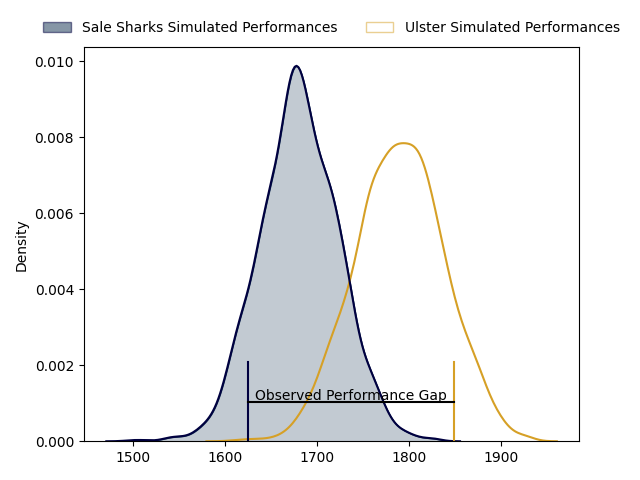 Sale Sharks Simulated Performances
Ulster Simulated Performances
0.010
0.008
0.006
0.004
0.002
0.000
Density
Observed Performance Gap
1500 1600 1700 1800 1900